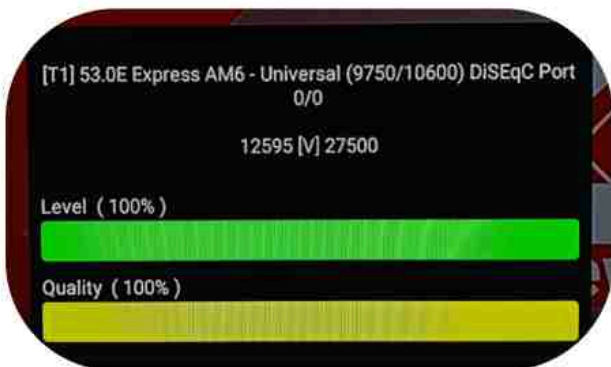 [T1] 53.0E Express AM6 - Universal (9750/10600) DiSEqC Port
0/0
12595 [V] 27500
Level ( 100% )
Quality ( 100% )